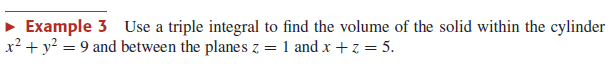 ► Example 3 Use a triple integral to find the volume of the solid within the cylinder
x² + y² = 9 and between the planes z = 1 and x + z = 5.